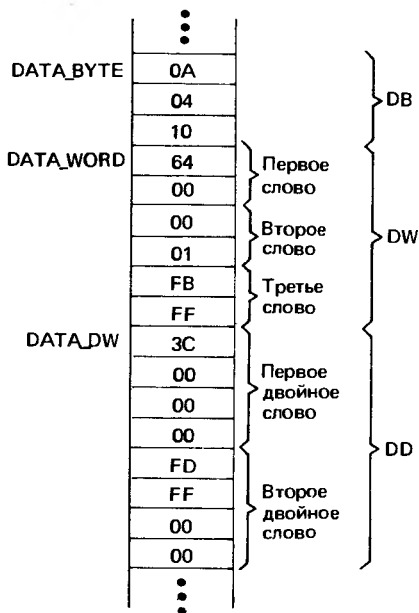 DATA_BYTE 0A
04 DB
10
DATA_WORD 64 Первое
00 слово
00 Второе DW
01 слово
FB Третье
FF слово
DATA_DW 3C
00 Первое
00 двойное
00 слово
DD
FD
FF Второе
00 двойное
00 слово